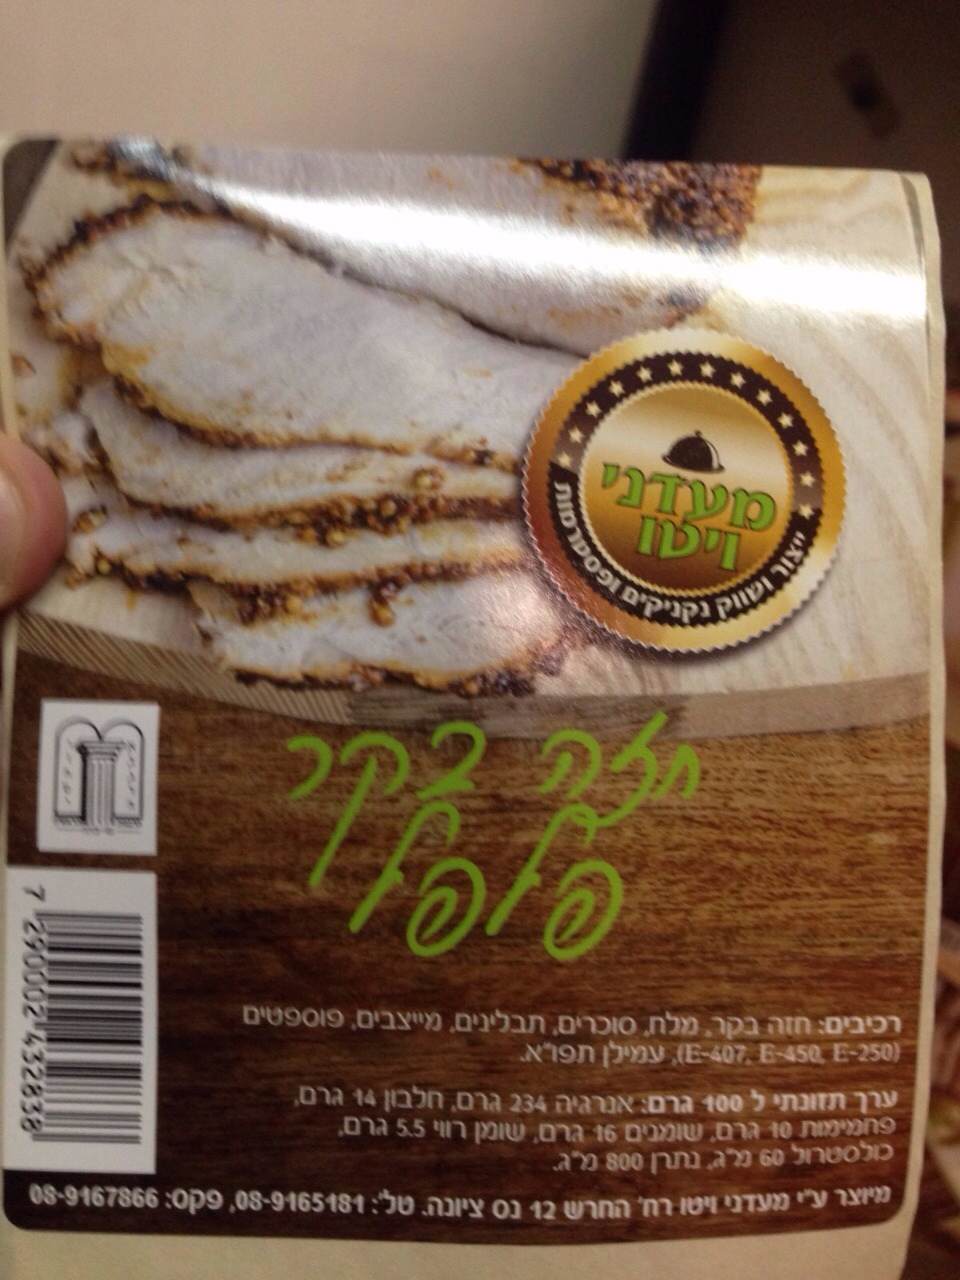 מעדני
ויטו
ייצור ושווק נקניקים ופסטרמות
חזה בקר
פלפל
רכיבים: חזה בקר, מלח, סוכרים, תבלינים, מייצבים, פוספטים
(E-407, E-450, E-250), עמילן תפו"א.
ערך תזונתי ל 100 גרם: אנרגיה 234 גרם, חלבון 14 גרם,
פחמימות 10 גרם, שומנים 16 גרם, שומן רווי 5.5 גרם,
כולסטרול 60 מ"ג, נתרן 800 מ"ג.
מיוצר ע"י מעדני ויטו רח' החרש 12 נס ציונה. טל': 08-9165181, פקס: 08-9167866
7 290002 432838